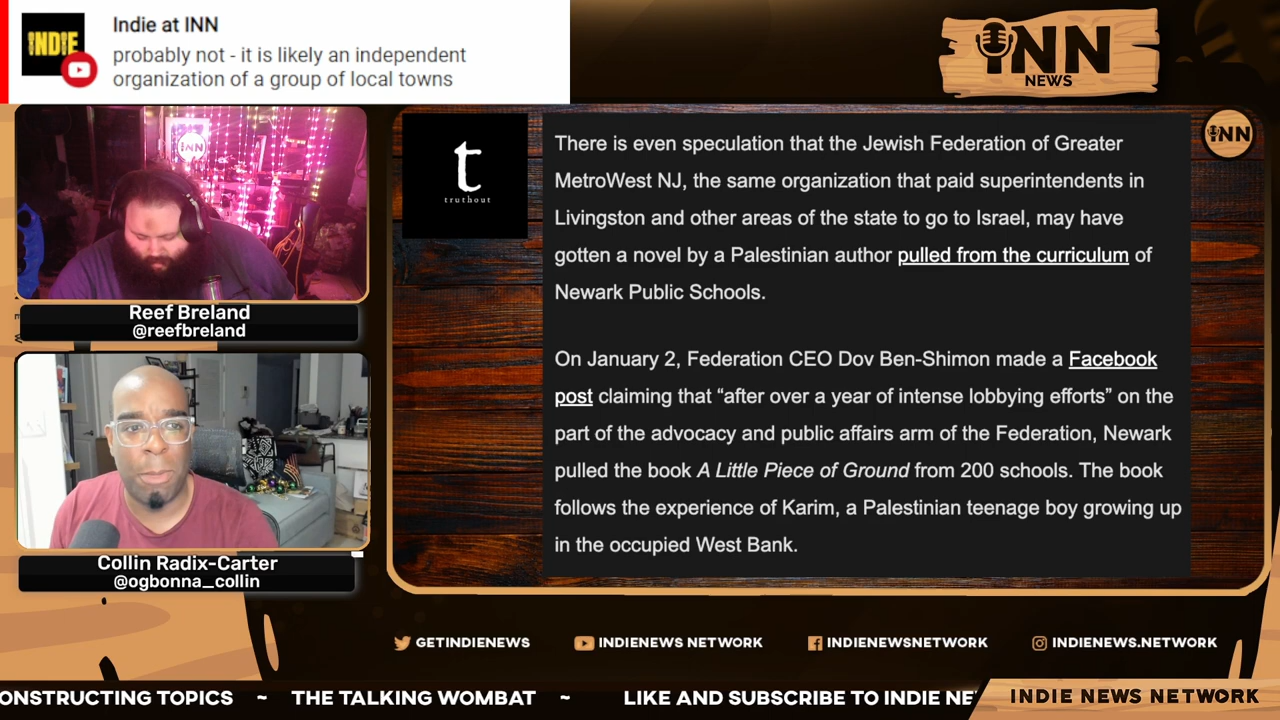 Indie at INN
probably not - it is likely an independent
organization of a group of local towns
INDIE
INN
NEWS
INN
INN
Reef Breland
@reefbreland
Collin Radix-Carter
@ogbonna_collin
t
truthout
There is even speculation that the Jewish Federation of Greater
MetroWest NJ, the same organization that paid superintendents in
Livingston and other areas of the state to go to Israel, may have
gotten a novel by a Palestinian author pulled from the curriculum of
Newark Public Schools.
On January 2, Federation CEO Dov Ben-Shimon made a Facebook
post claiming that “after over a year of intense lobbying efforts” on the
part of the advocacy and public affairs arm of the Federation, Newark
pulled the book A Little Piece of Ground from 200 schools. The book
follows the experience of Karim, a Palestinian teenage boy growing up
in the occupied West Bank.
GETINDIENEWS
INDIENEWS NETWORK
INDIENEWSNETWORK
INDIENEWS.NETWORK
ONSTRUCTING TOPICS ~ THE TALKING WOMBAT ~ LIKE AND SUBSCRIBE TO INDIE NE
INDIE NEWS NETWORK